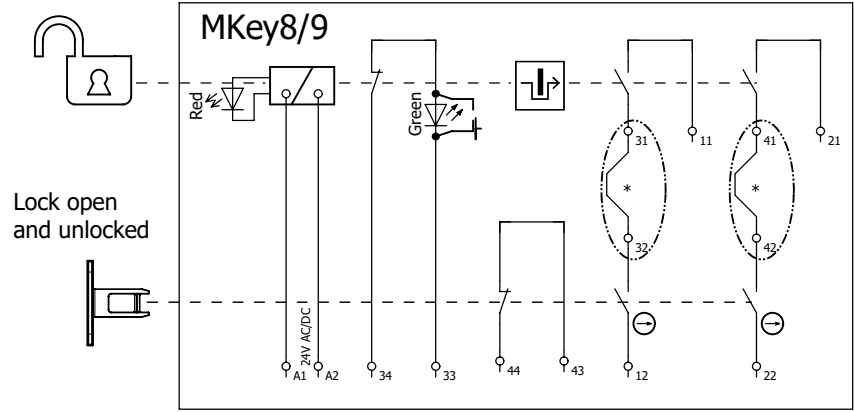 MKey8/9
Red
Green
31
11
41
21
*
*
32
42
Lock open
and unlocked
24V AC/DC
A1
A2
34
33
44
43
12
22